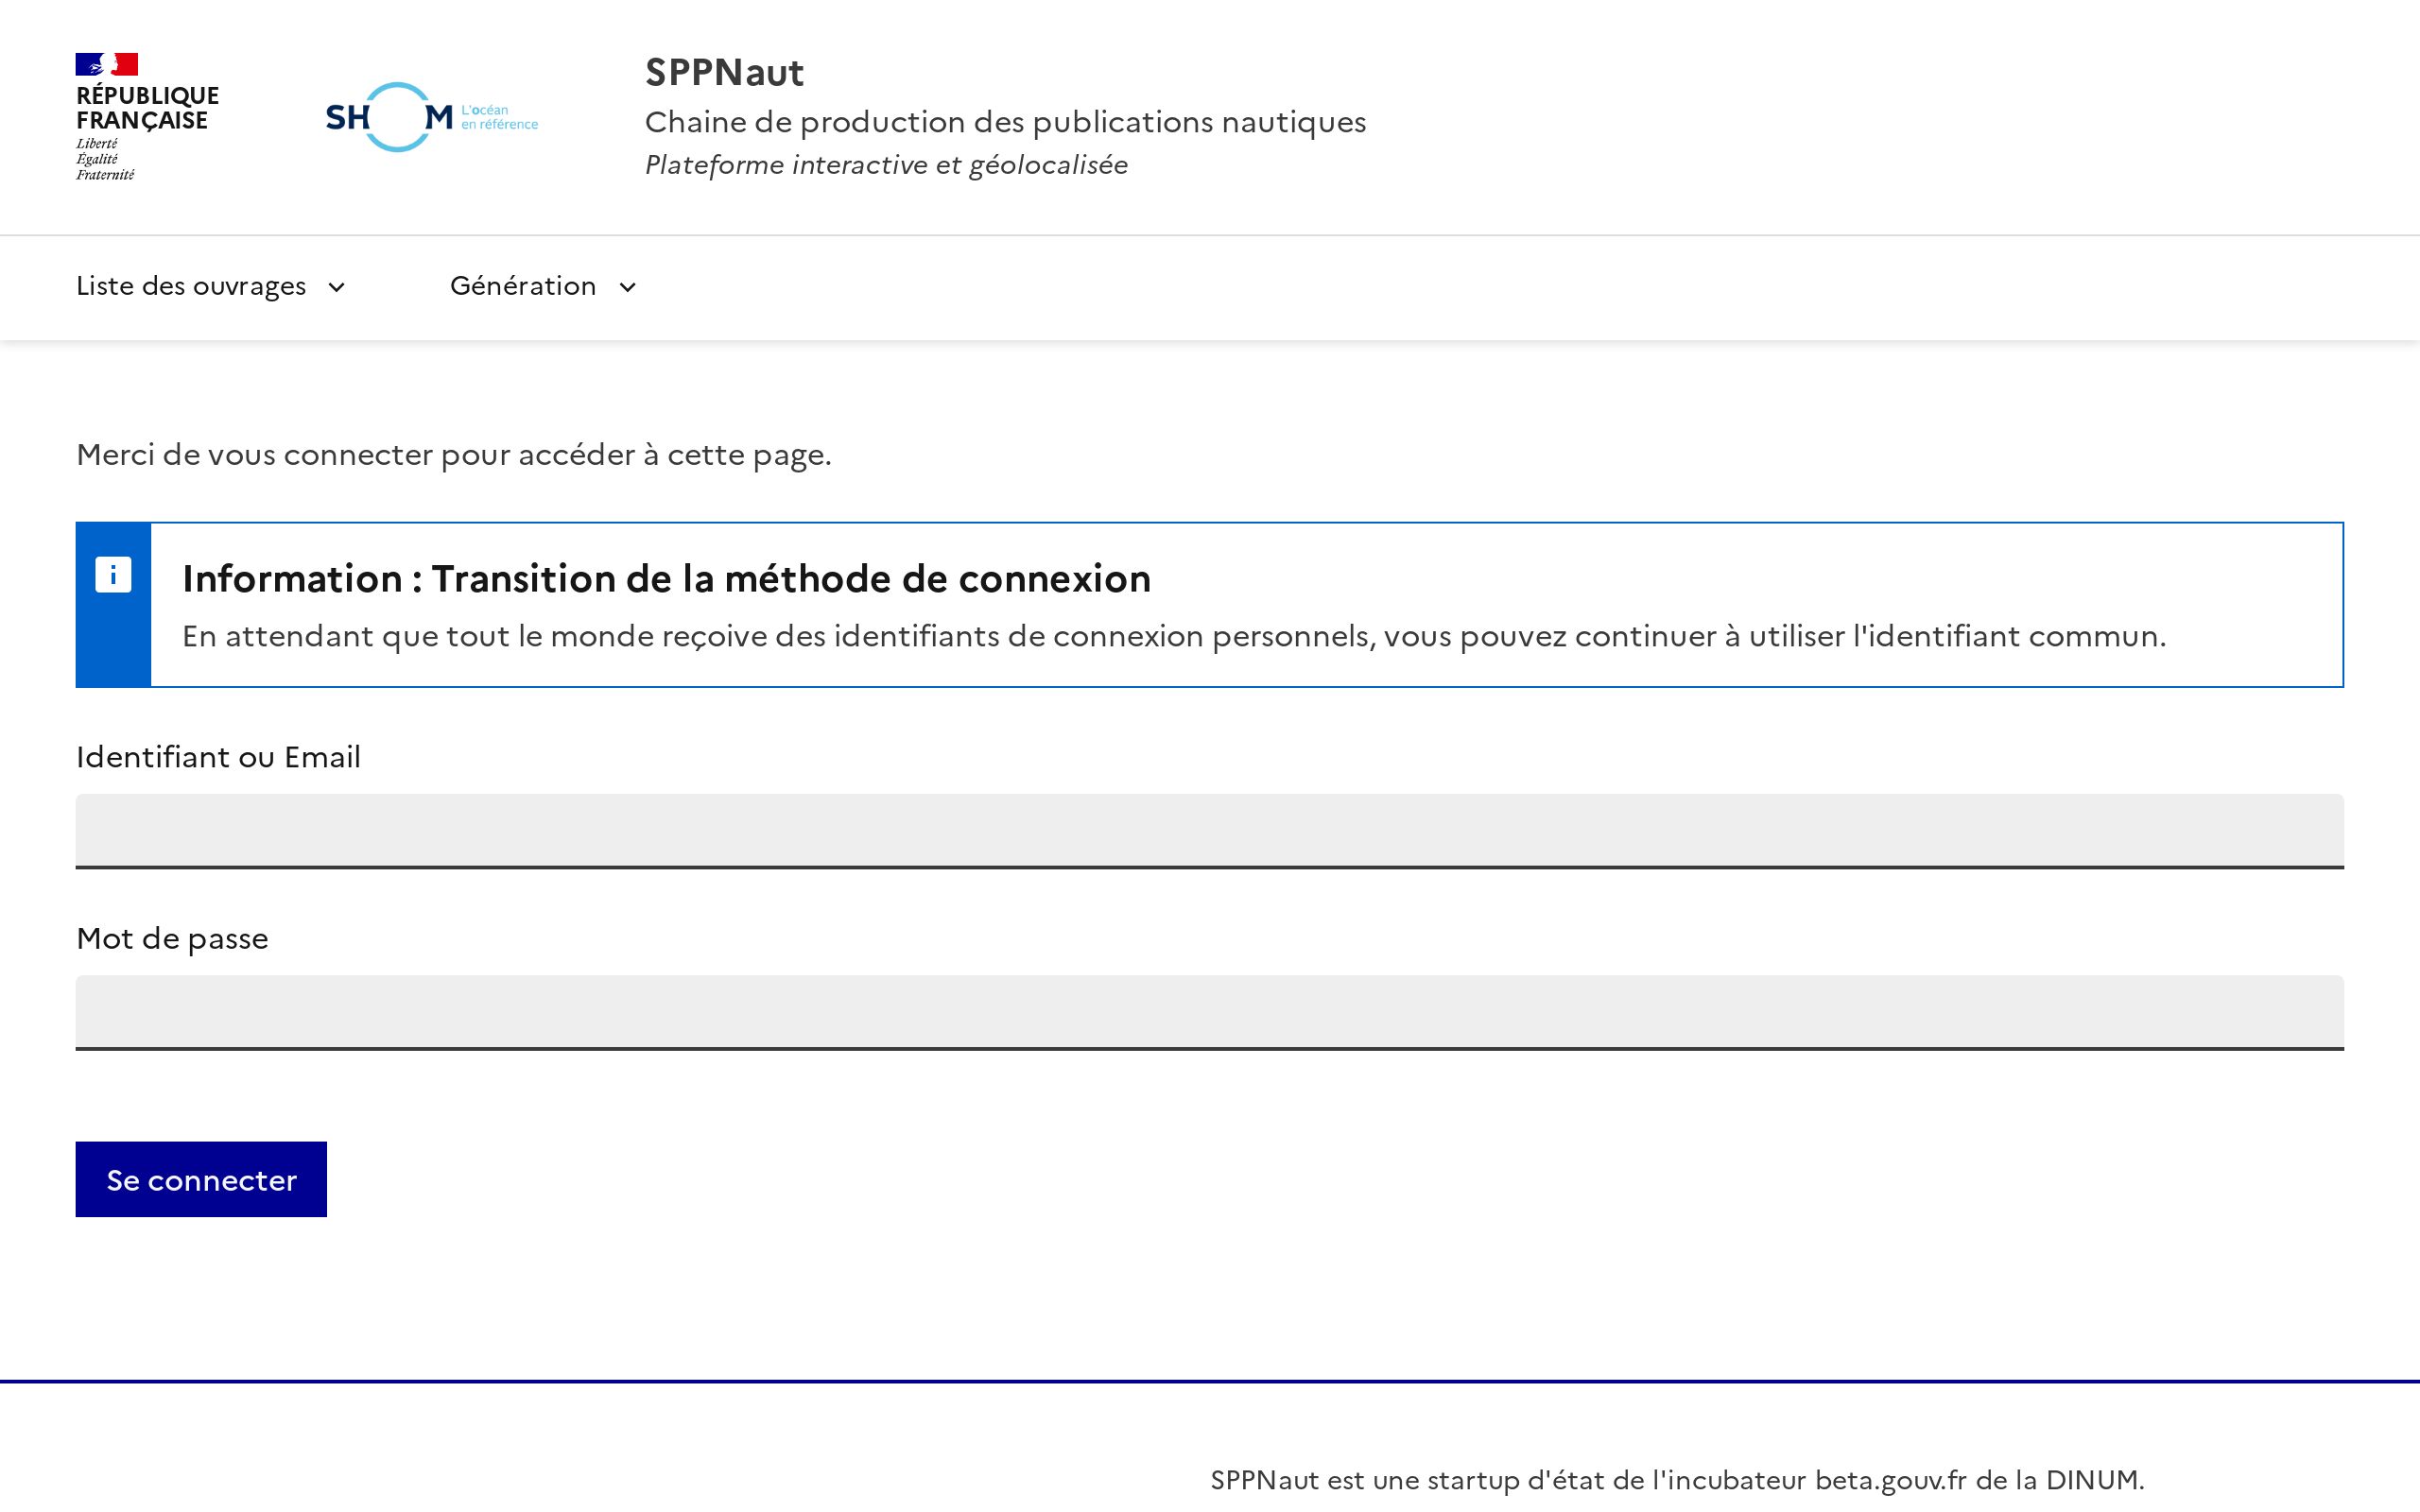 RÉPUBLIQUE
FRANÇAISE
Liberté
Égalité
Fraternité
SHOM
L'océan
en référence
SPPNaut
Chaine de production des publications nautiques
Plateforme interactive et géolocalisée
Liste des ouvrages
Génération
Merci de vous connecter pour accéder à cette page.
Information : Transition de la méthode de connexion
En attendant que tout le monde reçoive des identifiants de connexion personnels, vous pouvez continuer à utiliser l'identifiant commun.
Identifiant ou Email
Mot de passe
Se connecter
SPPNaut est une startup d'état de l'incubateur beta.gouv.fr de la DINUM.